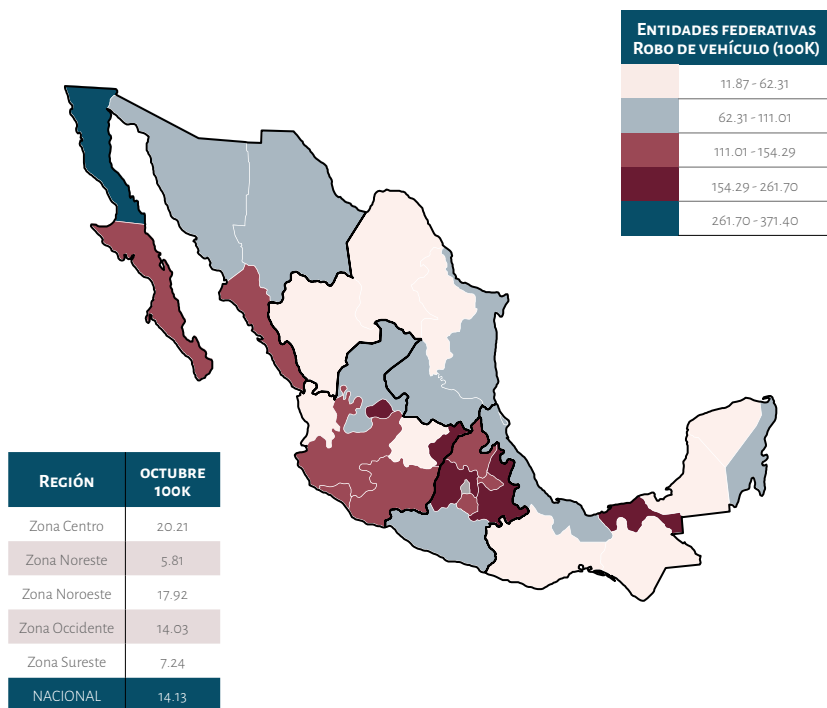 Entidades federativas
Robo de vehículo (100K)
11.87 - 62.31
62.31 - 111.01
111.01 - 154.29
154.29 - 261.70
261.70 - 371.40
Región octubre 100k
Zona Centro 20.21
Zona Noreste 5.81
Zona Noroeste 17.92
Zona Occidente 14.03
Zona Sureste 7.24
NACIONAL 14.13